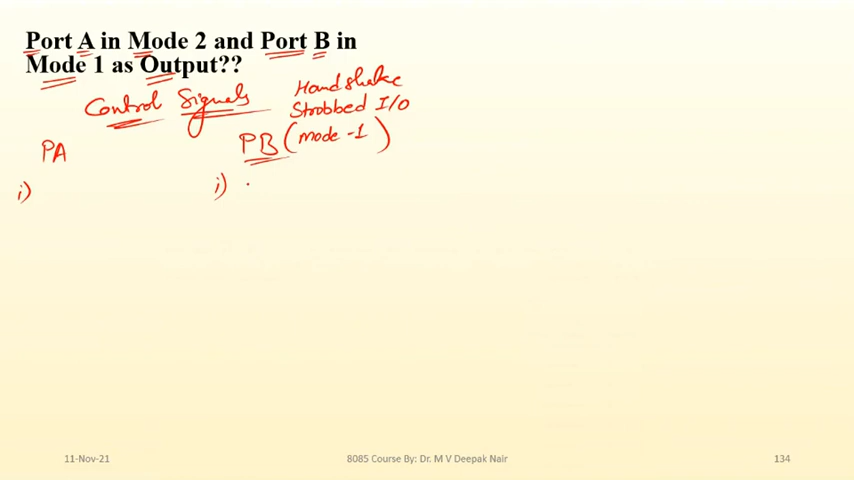 Port A in Mode 2 and Port B in
Mode 1 as Output??
Control Signals
Handshake
Strobbed I/O
PA
PB (mode-1)
i)
i)
11-Nov-21
8085 Course By: Dr. M V Deepak Nair
134